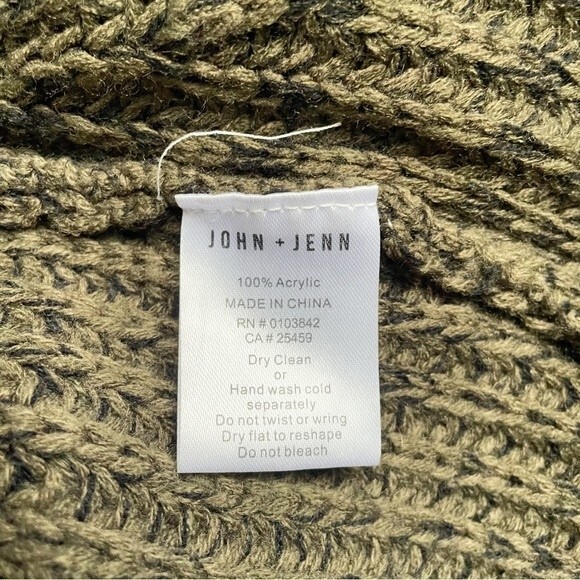 JOHN + JENN
100% Acrylic
MADE IN CHINA
RN # 0103842
CA # 25459
Dry Clean
or
Hand wash cold
separately
Do not twist or wring
Dry flat to reshape
Do not bleach